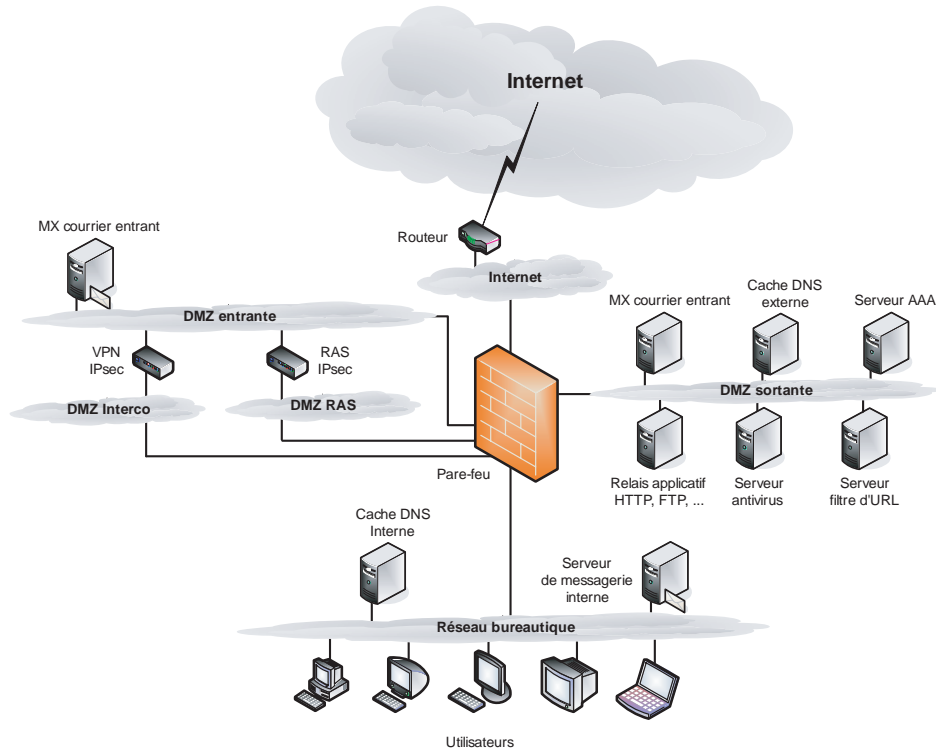 Internet
MX courrier entrant
Routeur
Internet
MX courrier entrant
Cache DNS
externe
Serveur AAA
DMZ entrante
VPN
IPsec
RAS
IPsec
DMZ Interco
DMZ RAS
DMZ sortante
Pare-feu
Relais applicatif
HTTP, FTP, ...
Serveur
antivirus
Serveur
filtre d'URL
Cache DNS
Interne
Serveur
de messagerie
interne
Réseau bureautique
Utilisateurs